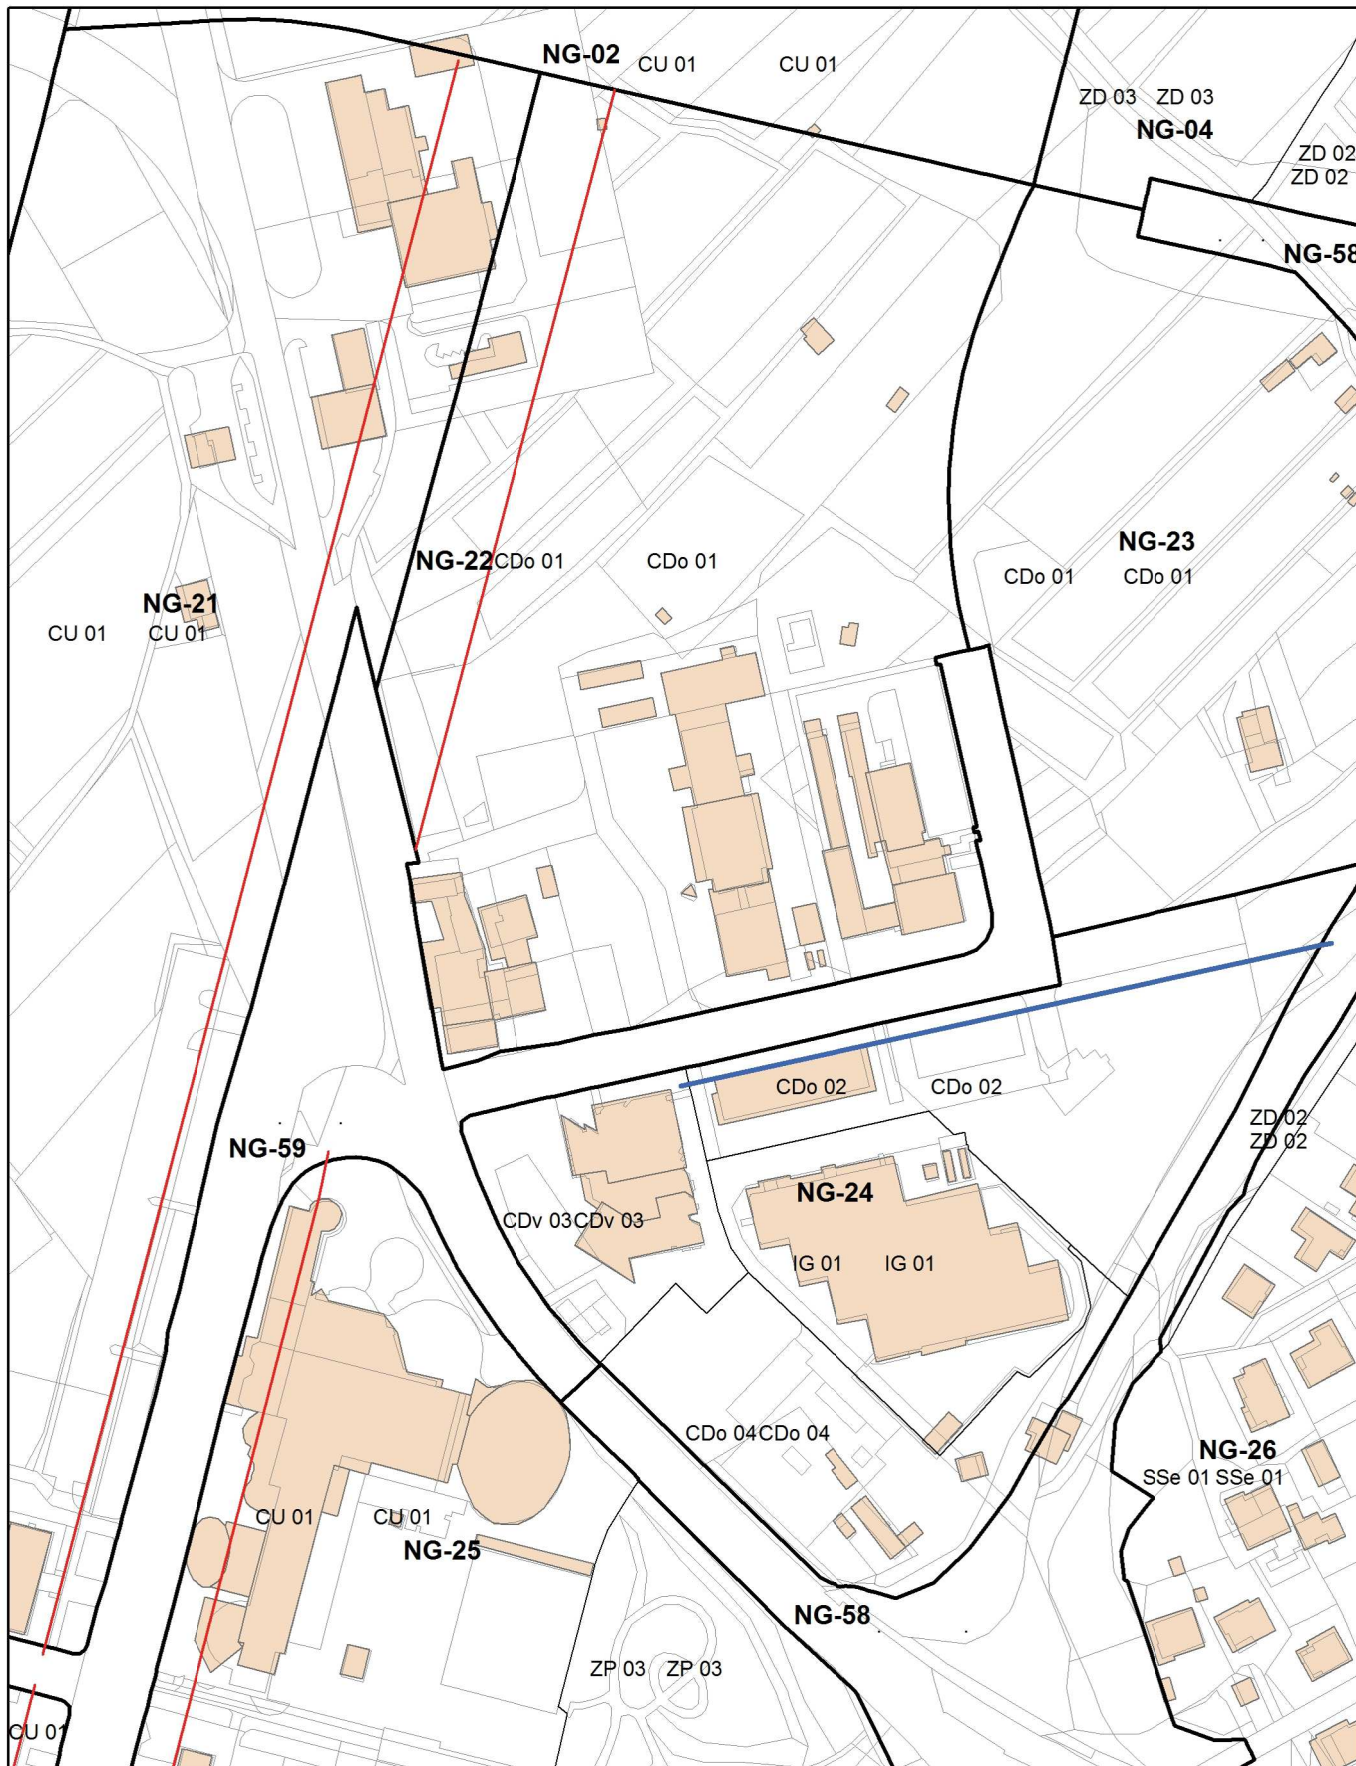 NG-02
CU 01
CU 01
ZD 03
ZD 03
NG-04
ZD 02
ZD 02
NG-58
NG-22
CDo 01
CDo 01
NG-23
CDo 01
CDo 01
NG-21
CU 01
CU 01
CDo 02
CDo 02
ZD 02
ZD 02
NG-59
NG-24
CDv 03
CDv 03
IG 01
IG 01
CDo 04
CDo 04
NG-26
SSe 01
SSe 01
CU 01
CU 01
NG-25
NG-58
ZP 03
ZP 03
CU 01